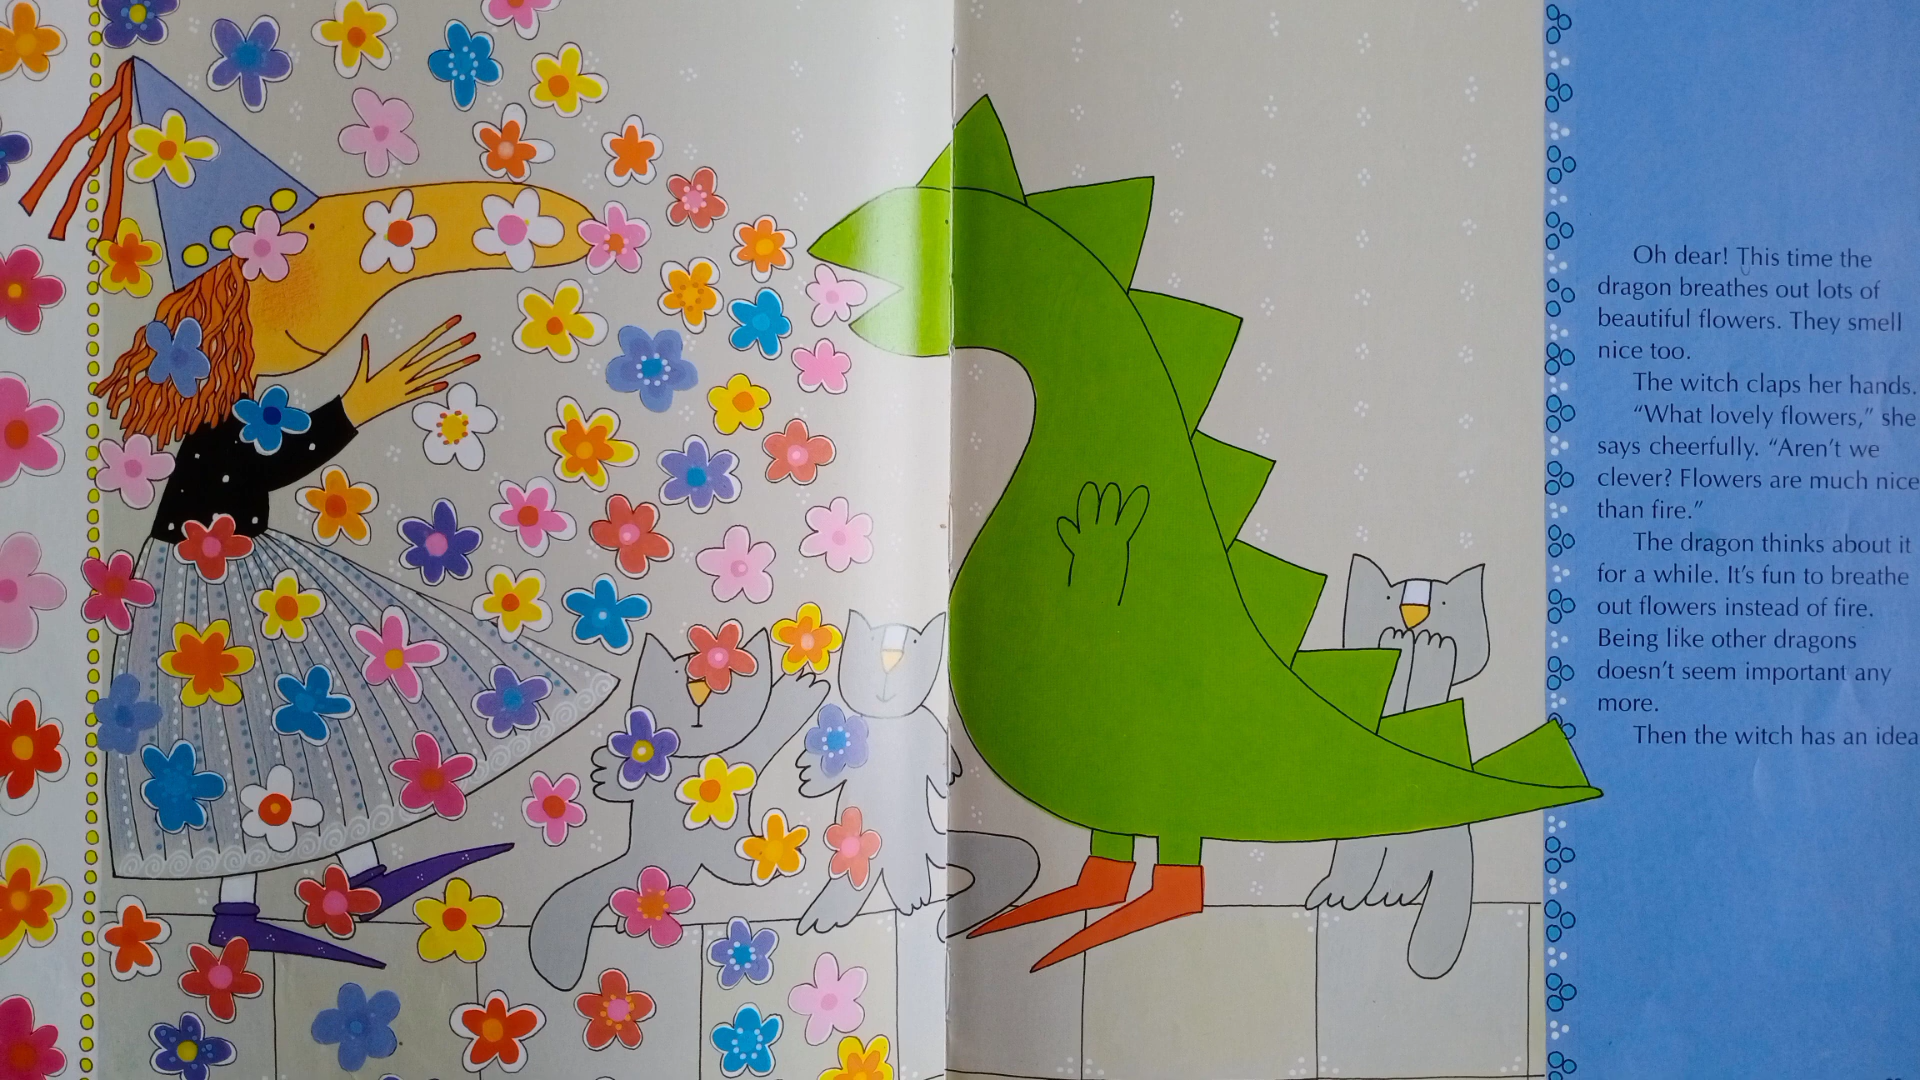 Oh dear! This time the
dragon breathes out lots of
beautiful flowers. They smell
nice too.
The witch claps her hands.
“What lovely flowers,” she
says cheerfully. “Aren’t we
clever? Flowers are much nice
than fire.”
The dragon thinks about it
for a while. It’s fun to breathe
out flowers instead of fire.
Being like other dragons
doesn’t seem important any
more.
Then the witch has an idea